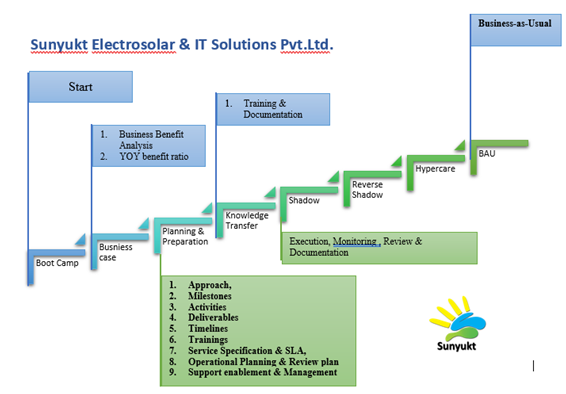 Business-as-Usual
Sunyukt Electrosolar & IT Solutions Pvt.Ltd.
Start
1. Training &
Documentation
1. Business Benefit
Analysis
2. YOY benefit ratio
BAU
Hypercare
Reverse
Shadow
Shadow
Knowledge
Transfer
Planning &
Preparation
Busniess
case
Boot Camp
Execution, Monitoring , Review &
Documentation
1. Approach,
2. Milestones
3. Activities
4. Deliverables
5. Timelines
6. Trainings
7. Service Specification & SLA,
8. Operational Planning & Review plan
9. Support enablement & Management
Sunyukt